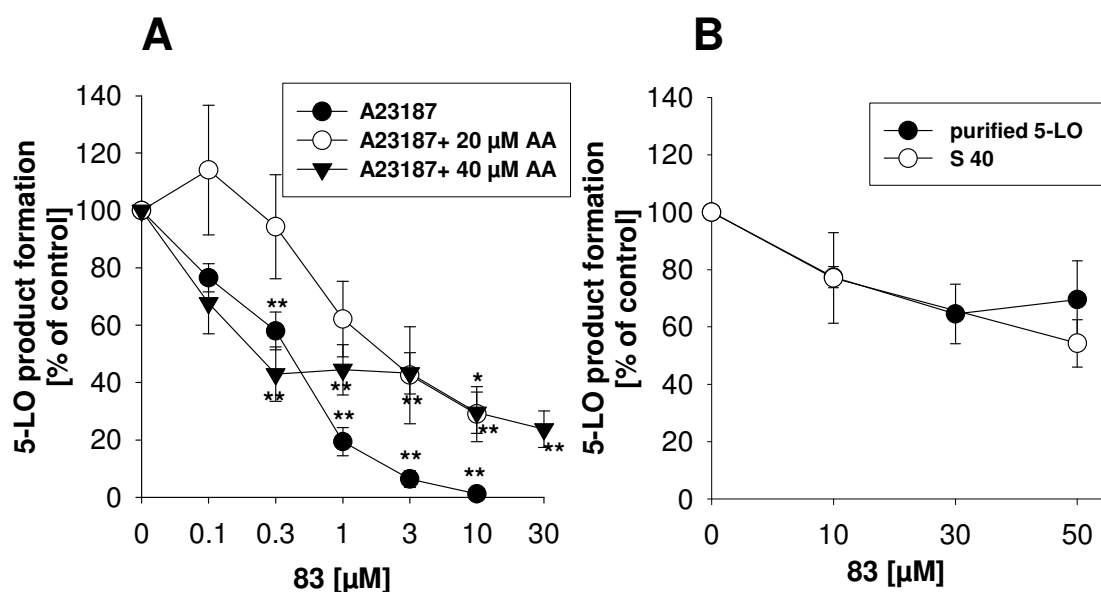 A
5-LO product formation
[% of control]
140
120
100
80
60
40
20
0
A23187
A23187+ 20 µM AA
A23187+ 40 µM AA
**
**
**
**
**
**
*
**
**
**
0
0.1
0.3
1
3
10
30
83 [µM]
B
5-LO product formation
[% of control]
140
120
100
80
60
40
20
0
purified 5-LO
S 40
0
10
30
50
83 [µM]